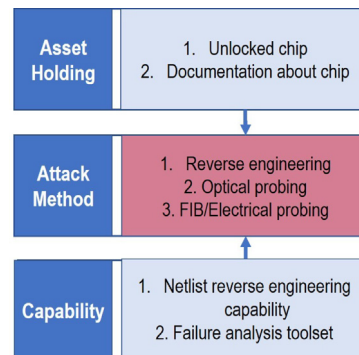 Asset
Holding
1. Unlocked chip
2. Documentation about chip
Attack
Method
1. Reverse engineering
2. Optical probing
3. FIB/Electrical probing
Capability
1. Netlist reverse engineering
capability
2. Failure analysis toolset